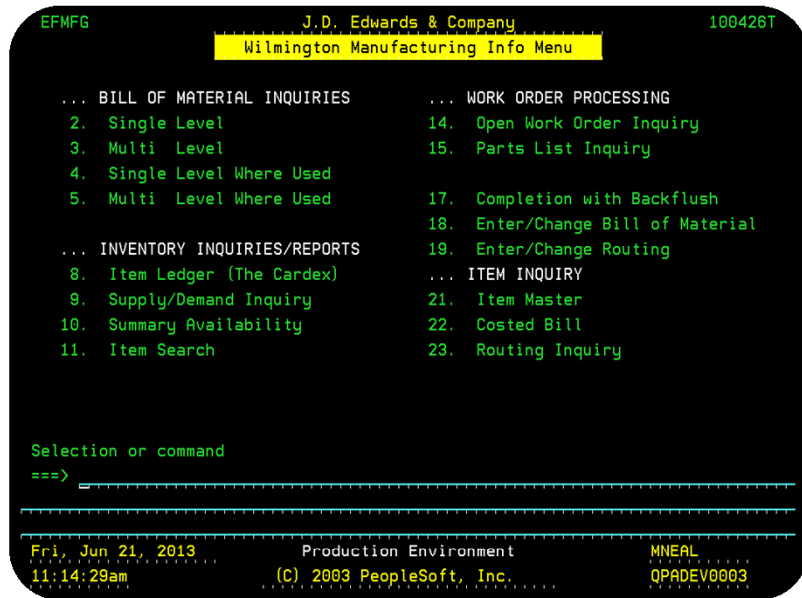 EFMFG J.D. Edwards & Company 100426T
Wilmington Manufacturing Info Menu
... BILL OF MATERIAL INQUIRIES ... WORK ORDER PROCESSING
2. Single Level 14. Open Work Order Inquiry
3. Multi Level 15. Parts List Inquiry
4. Single Level Where Used
5. Multi Level Where Used 17. Completion with Backflush
18. Enter/Change Bill of Material
... INVENTORY INQUIRIES/REPORTS 19. Enter/Change Routing
8. Item Ledger (The Cardex) ... ITEM INQUIRY
9. Supply/Demand Inquiry 21. Item Master
10. Summary Availability 22. Costed Bill
11. Item Search 23. Routing Inquiry
Selection or command
===>
Fri, Jun 21, 2013 Production Environment MNEAL
11:14:29am (C) 2003 PeopleSoft, Inc. QPADEV0003